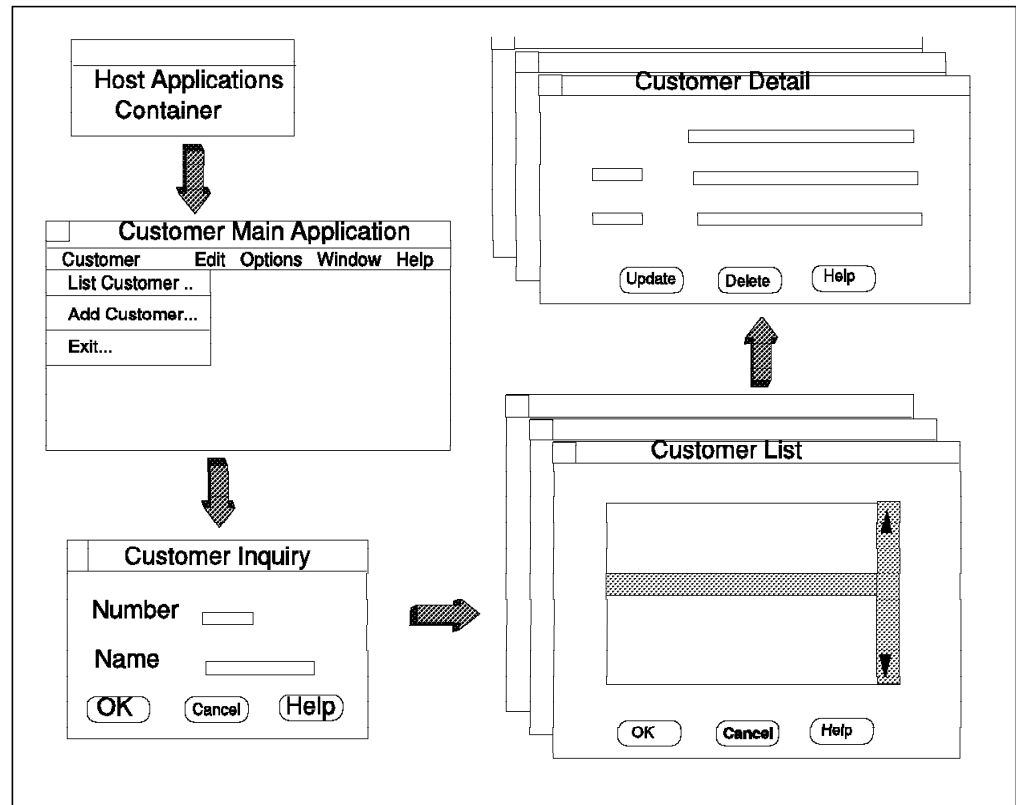 Host Applications
Container
Customer Main Application
Customer Edit Options Window Help
List Customer ..
Add Customer...
Exit...
Customer Inquiry
Number
Name
OK Cancel Help
Customer List
OK Cancel Help
Customer Detail
Update Delete Help